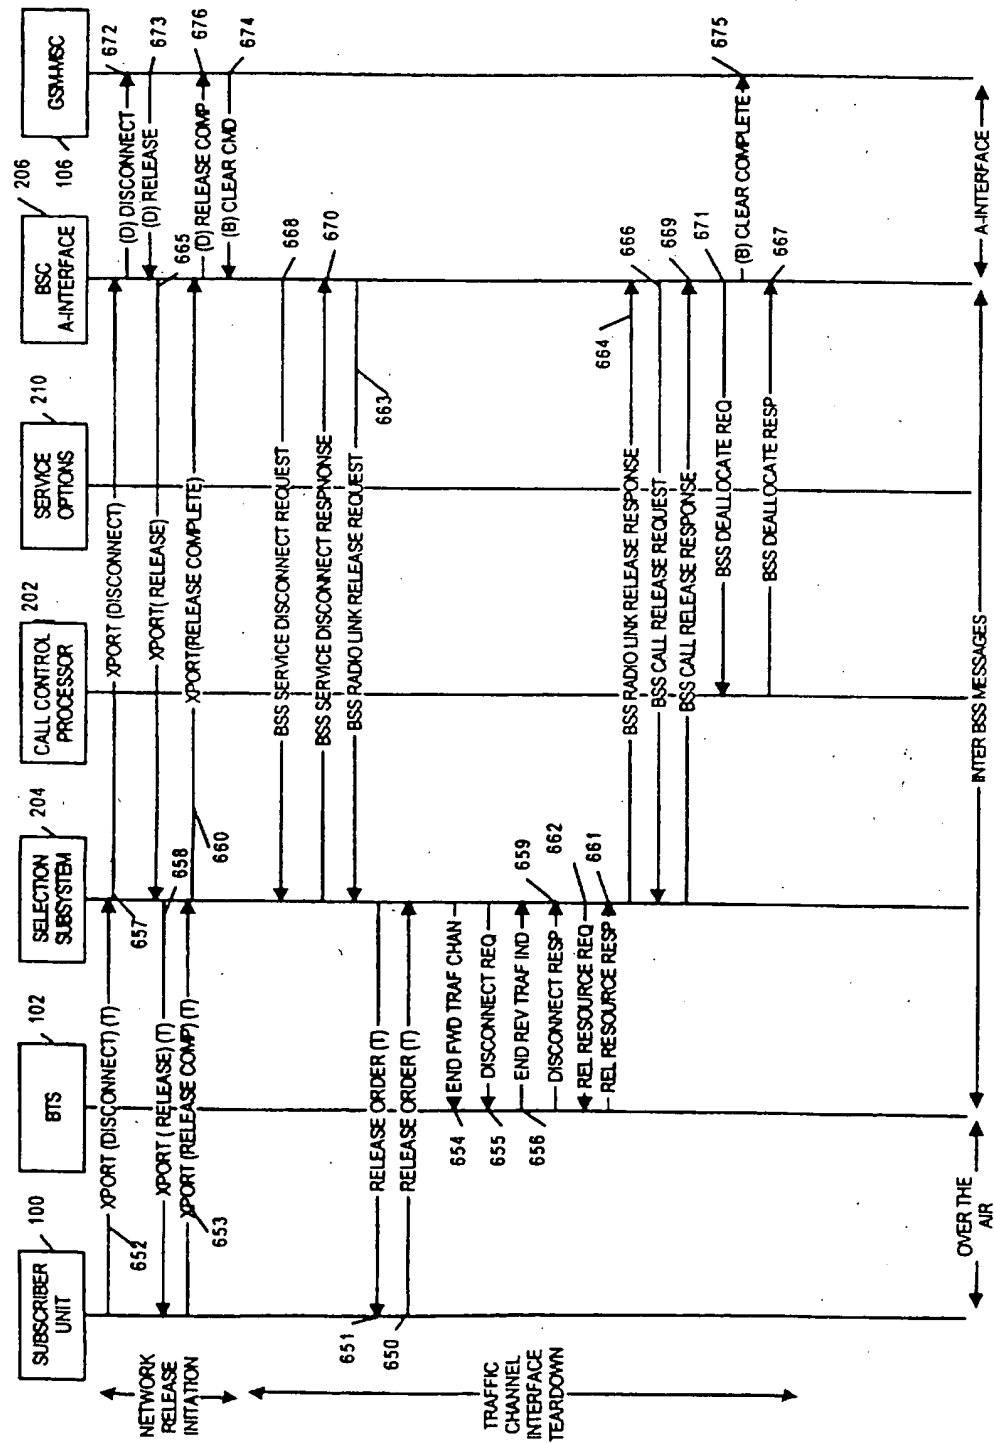 SUBSCRIBER
UNIT
100
BTS
102
SELECTION
SUBSYSTEM
204
CALL CONTROL
PROCESSOR
202
SERVICE
OPTIONS
210
BSC
A-INTERFACE
206
GSM-MSC
106
NETWORK
RELEASE
INITATION
XPORT (DISCONNECT) (T)
652
XPORT (DISCONNECT)
657
(D) DISCONNECT
672
(D) RELEASE
673
XPORT( RELEASE)
665
XPORT ( RELEASE) (T)
658
XPORT (RELEASE COMP) (T)
653
XPORT(RELEASE COMPLETE)
660
(D) RELEASE COMP
676
(B) CLEAR CMD
674
TRAFFIC
CHANNEL
INTERFACE
TEARDOWN
BSS SERVICE DISCONNECT REQUEST
668
BSS SERVICE DISCONNECT RESPNONSE
670
BSS RADIO LINK RELEASE REQUEST
663
RELEASE ORDER (T)
651
RELEASE ORDER (T)
650
END FWD TRAF CHAN
654
DISCONNECT REQ
655
END REV TRAF IND
656
DISCONNECT RESP
659
REL RESOURCE REQ
662
REL RESOURCE RESP
661
BSS RADIO LINK RELEASE RESPONSE
664
BSS CALL RELEASE REQUEST
666
BSS CALL RELEASE RESPONSE
669
BSS DEALLOCATE REQ
671
(B) CLEAR COMPLETE
675
BSS DEALLOCATE RESP
667
OVER THE
AIR
INTER BSS MESSAGES
A-INTERFACE